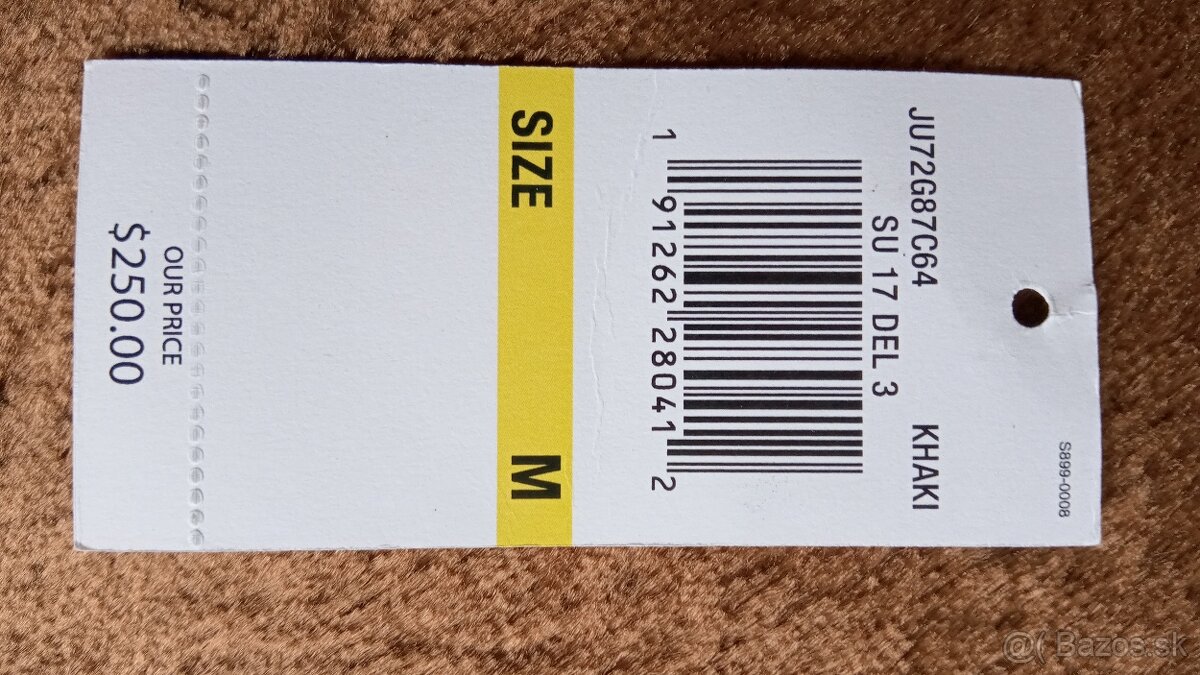 S899-0008
JU72G87C64 KHAKI
SU 17 DEL 3
1 91262 28041 2
SIZE M
OUR PRICE
$250.00
@( Bazos.sk